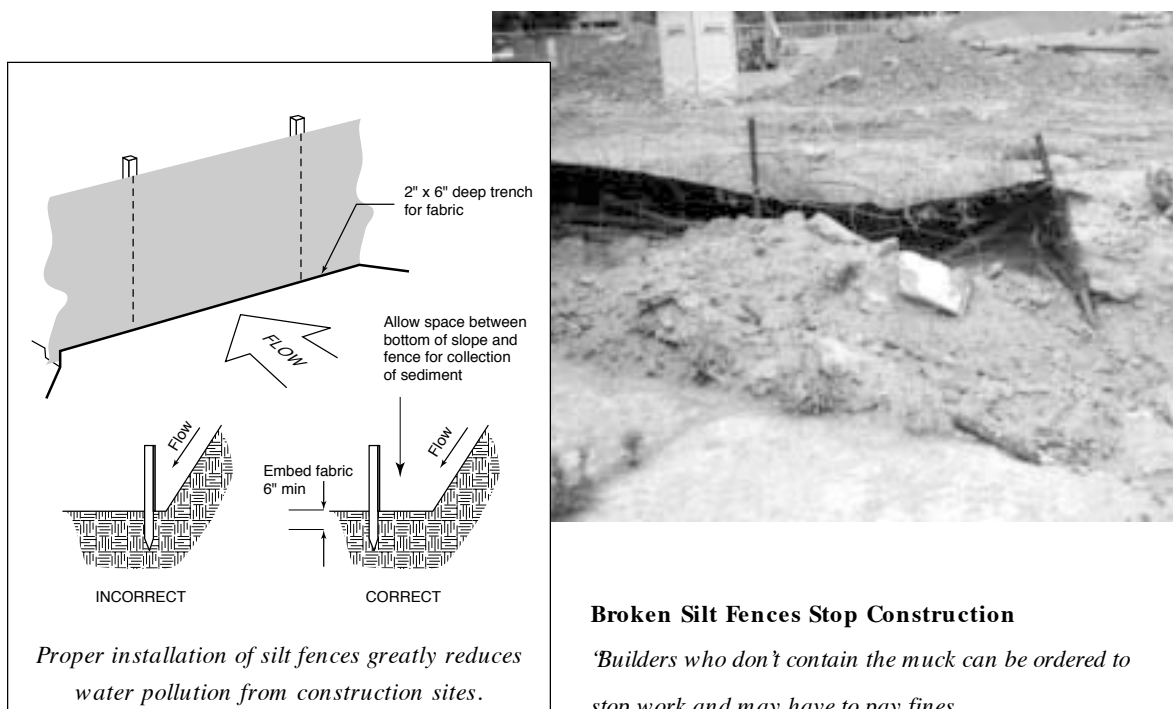 2" x 6" deep trench
for fabric
FLOW
Allow space between
bottom of slope and
fence for collection
of sediment
Flow
Embed fabric
6" min
Flow
INCORRECT
CORRECT
Proper installation of silt fences greatly reduces
water pollution from construction sites.
Broken Silt Fences Stop Construction
“Builders who don’t contain the muck can be ordered to
stop work and may have to pay fines